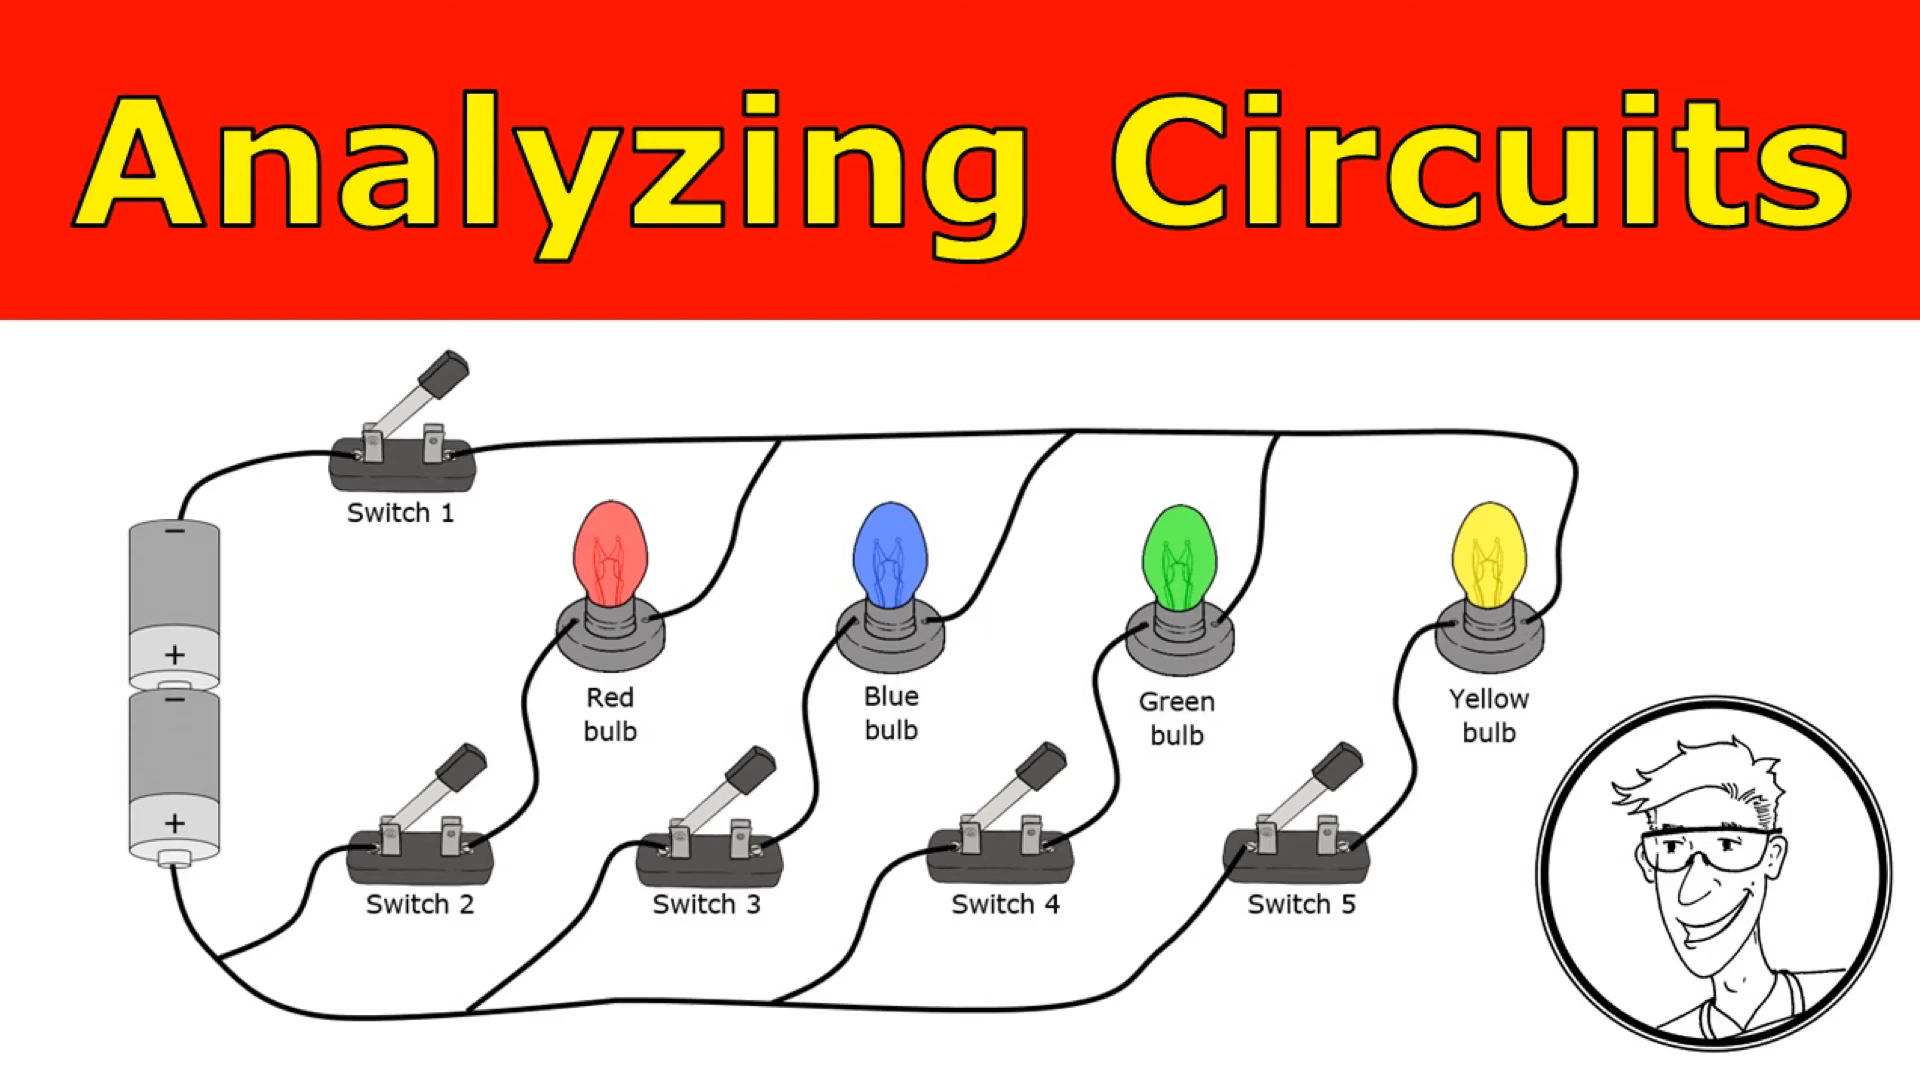 Analyzing Circuits
Switch 1
−
+
−
+
Red
bulb
Blue
bulb
Green
bulb
Yellow
bulb
Switch 2
Switch 3
Switch 4
Switch 5